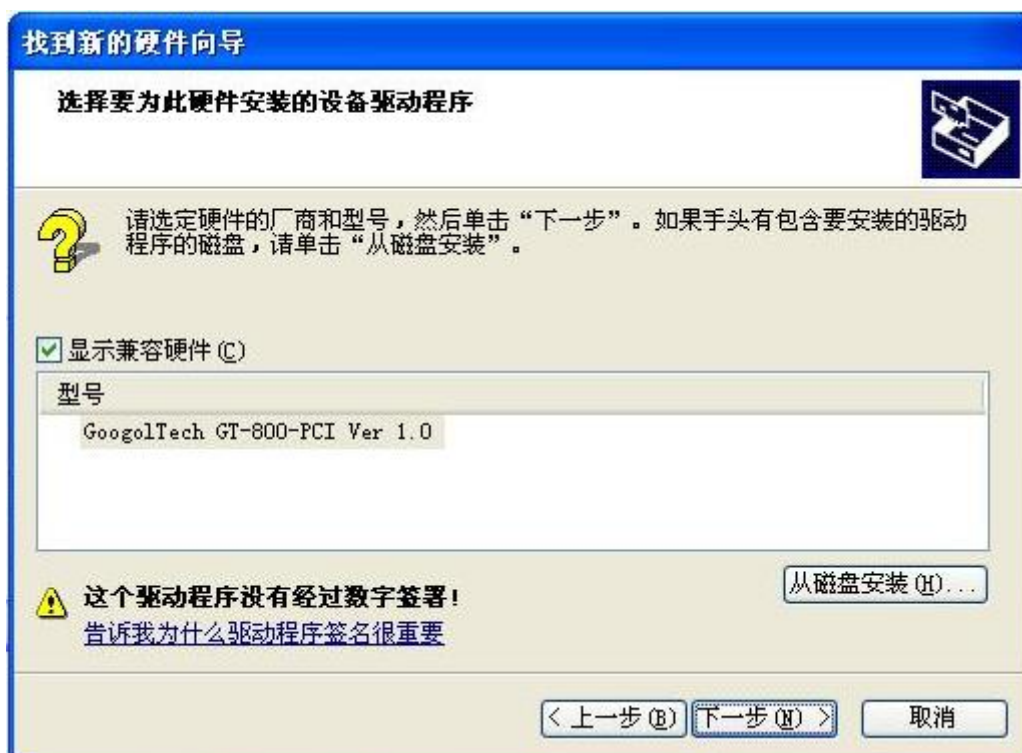 找到新的硬件向导
选择要为此硬件安装的设备驱动程序
请选定硬件的厂商和型号，然后单击“下一步”。如果手头有包含要安装的驱动
程序的磁盘，请单击“从磁盘安装”。
显示兼容硬件(C)
型号
GoogolTech GT-800-PCI Ver 1.0
从磁盘安装(H)...
这个驱动程序没有经过数字签署!
告诉我为什么驱动程序签名很重要
< 上一步(B) 下一步(N) > 取消